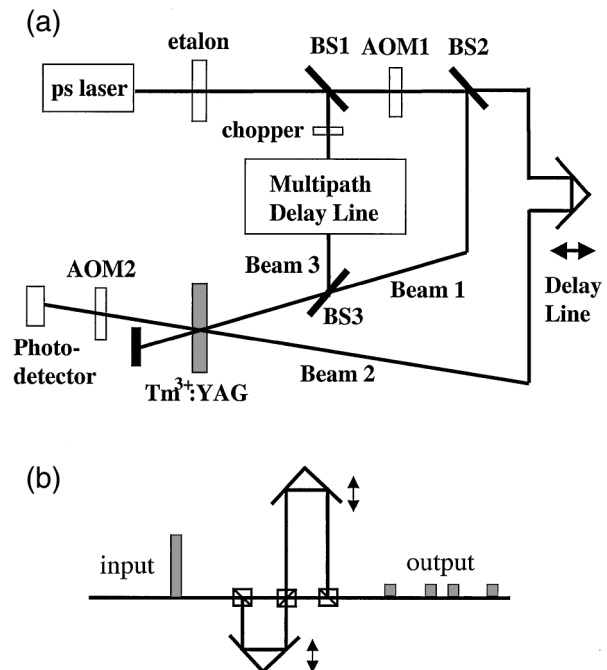 (a)
etalon
BS1
AOM1
BS2
ps laser
chopper
Multipath
Delay Line
AOM2
Beam 3
Beam 1
BS3
Delay
Line
Photo-
detector
Beam 2
Tm³⁺:YAG
(b)
input
output